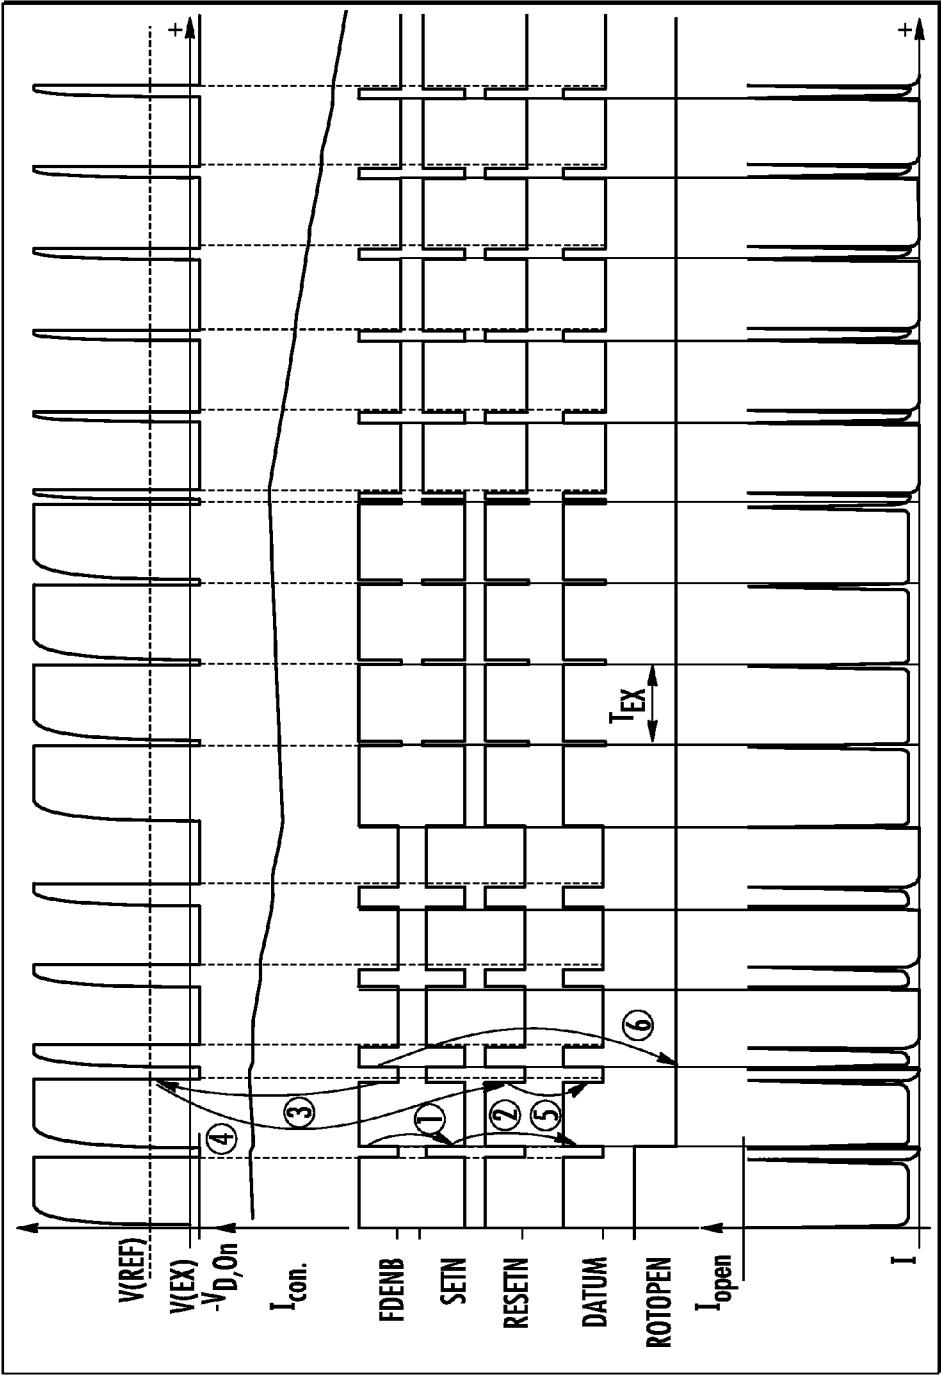 V(REF)
V(EX)
-V_D,On
I_con.
FDENB
SETN
RESETN
DATUM
ROTOPEN
I_open
I
+
+
T_EX
①
②
③
④
⑤
⑥